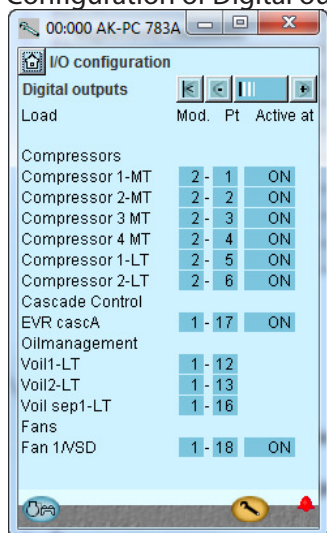 Configuration of Digital ou
00:000 AK-PC 783A
I/O configuration
Digital outputs
Load Mod. Pt Active at
Compressors
Compressor 1-MT 2 - 1 ON
Compressor 2-MT 2 - 2 ON
Compressor 3 MT 2 - 3 ON
Compressor 4 MT 2 - 4 ON
Compressor 1-LT 2 - 5 ON
Compressor 2-LT 2 - 6 ON
Cascade Control
EVR cascA 1 - 17 ON
Oilmanagement
Voil1-LT 1 - 12
Voil2-LT 1 - 13
Voil sep1-LT 1 - 16
Fans
Fan 1/VSD 1 - 18 ON